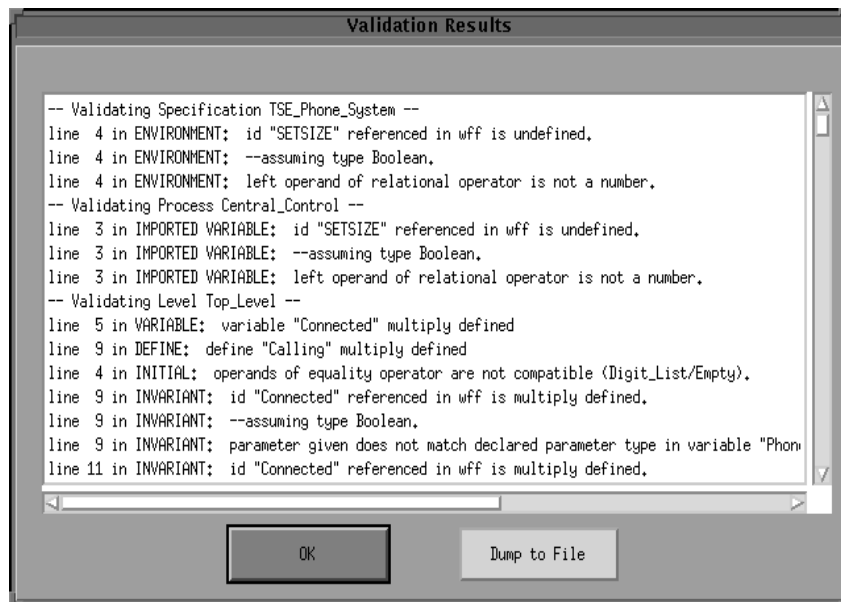 Validation Results
-- Validating Specification TSE_Phone_System --
line  4 in ENVIRONMENT:  id "SETSIZE" referenced in wff is undefined.
line  4 in ENVIRONMENT:  --assuming type Boolean.
line  4 in ENVIRONMENT:  left operand of relational operator is not a number.
-- Validating Process Central_Control --
line  3 in IMPORTED VARIABLE:  id "SETSIZE" referenced in wff is undefined.
line  3 in IMPORTED VARIABLE:  --assuming type Boolean.
line  3 in IMPORTED VARIABLE:  left operand of relational operator is not a number.
-- Validating Level Top_Level --
line  5 in VARIABLE:  variable "Connected" multiply defined
line  9 in DEFINE:  define "Calling" multiply defined
line  4 in INITIAL:  operands of equality operator are not compatible (Digit_List/Empty).
line  9 in INVARIANT:  id "Connected" referenced in wff is multiply defined.
line  9 in INVARIANT:  --assuming type Boolean.
line  9 in INVARIANT:  parameter given does not match declared parameter type in variable "Phon
line 11 in INVARIANT:  id "Connected" referenced in wff is multiply defined.
OK
Dump to File